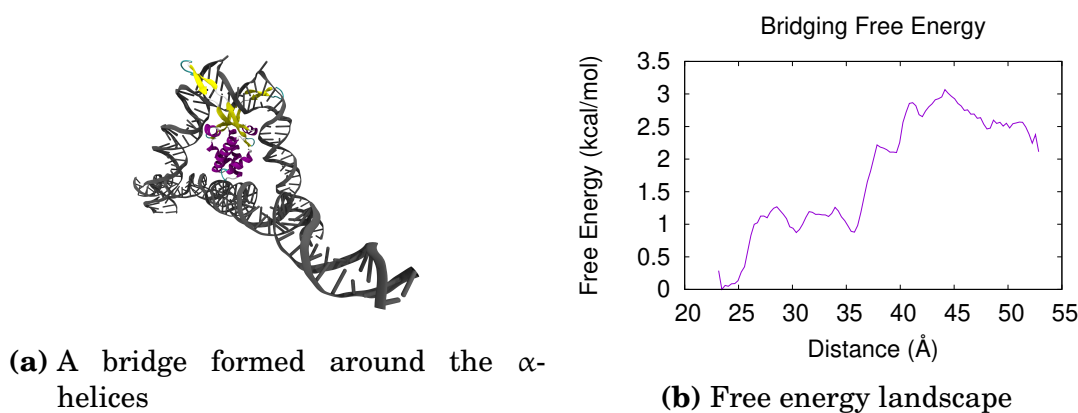 Bridging Free Energy
Free Energy (kcal/mol)
3.5
3
2.5
2
1.5
1
0.5
0
20 25 30 35 40 45 50 55
Distance (Å)
(a) A bridge formed around the α-
helices
(b) Free energy landscape